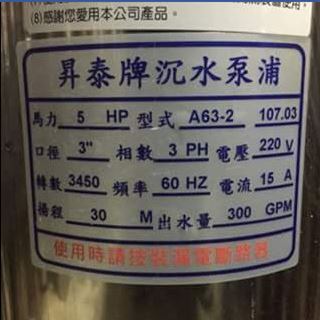 (8)感謝您愛用本公司產品。
昇泰牌沉水泵浦
馬力 5 HP 型式 A63-2 107.03
口徑 3" 相數 3 PH 電壓 220 V
轉數 3450 頻率 60 HZ 電流 15 A
揚程 30 M 出水量 300 GPM
使用時請按裝漏電斷路器